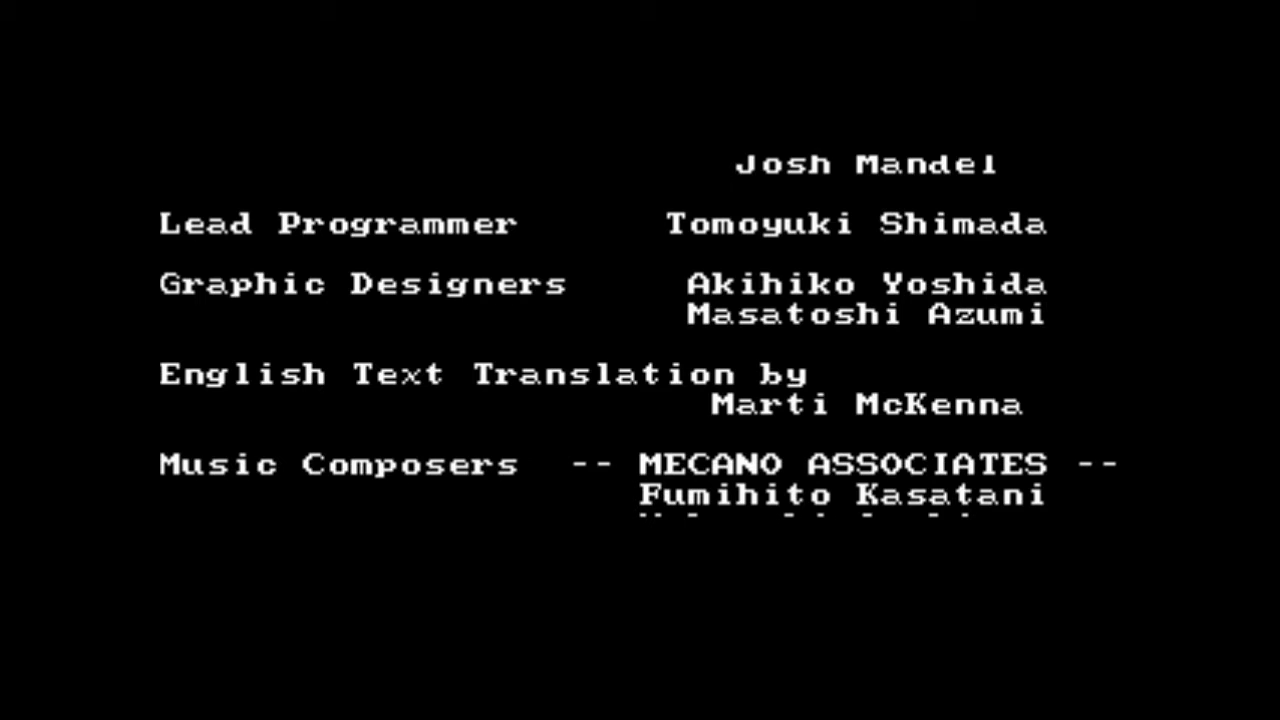 Josh Mandel
Lead Programmer Tomoyuki Shimada
Graphic Designers Akihiko Yoshida
Masatoshi Azumi
English Text Translation by
Marti McKenna
Music Composers -- MECANO ASSOCIATES --
Fumihito Kasatani